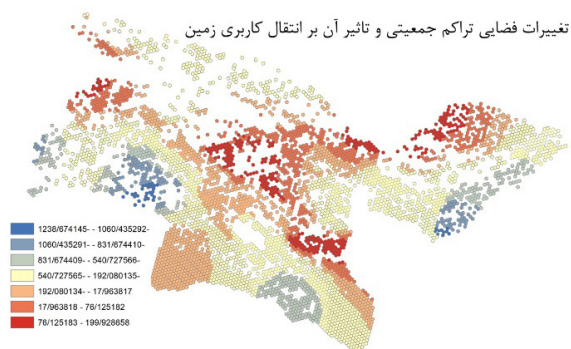 تغییرات فضایی تراکم جمعیتی و تاثیر آن بر انتقال کاربری زمین
1238/674145- - 1060/435292-
1060/435291- - 831/674410-
831/674409- - 540/727566-
540/727565- - 192/080135-
192/080134- - 17/963817
17/963818 - 76/125182
76/125183 - 199/928658